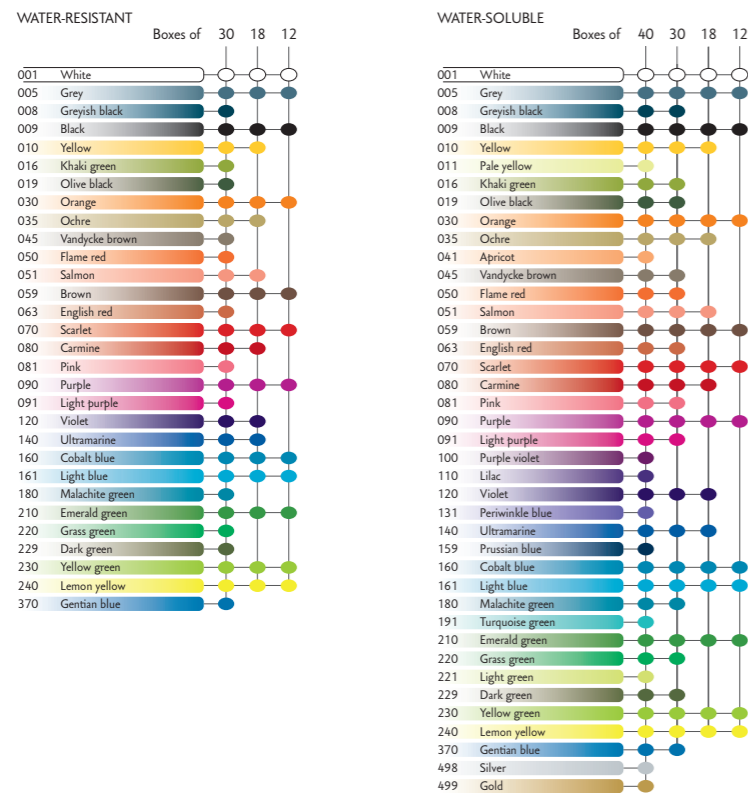 WATER-RESISTANT
Boxes of 30 18 12
001 White
005 Grey
008 Greyish black
009 Black
010 Yellow
016 Khaki green
019 Olive black
030 Orange
035 Ochre
045 Vandycke brown
050 Flame red
051 Salmon
059 Brown
063 English red
070 Scarlet
080 Carmine
081 Pink
090 Purple
091 Light purple
120 Violet
140 Ultramarine
160 Cobalt blue
161 Light blue
180 Malachite green
210 Emerald green
220 Grass green
229 Dark green
230 Yellow green
240 Lemon yellow
370 Gentian blue
WATER-SOLUBLE
Boxes of 40 30 18 12
001 White
005 Grey
008 Greyish black
009 Black
010 Yellow
011 Pale yellow
016 Khaki green
019 Olive black
030 Orange
035 Ochre
041 Apricot
045 Vandycke brown
050 Flame red
051 Salmon
059 Brown
063 English red
070 Scarlet
080 Carmine
081 Pink
090 Purple
091 Light purple
100 Purple violet
110 Lilac
120 Violet
131 Periwinkle blue
140 Ultramarine
159 Prussian blue
160 Cobalt blue
161 Light blue
180 Malachite green
191 Turquoise green
210 Emerald green
220 Grass green
221 Light green
229 Dark green
230 Yellow green
240 Lemon yellow
370 Gentian blue
498 Silver
499 Gold